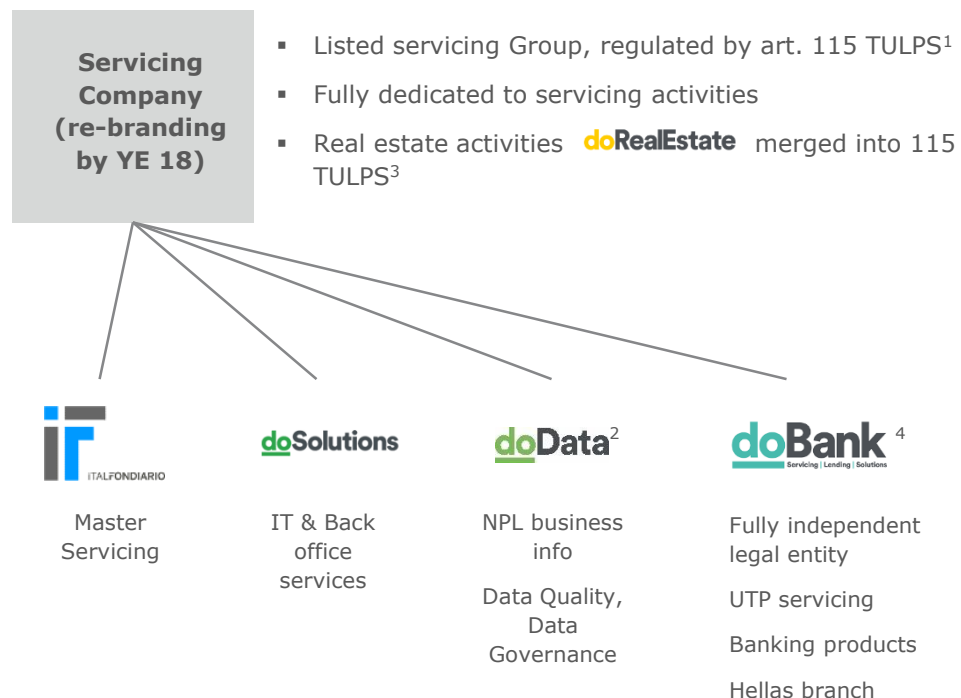 Servicing
Company
(re-branding
by YE 18)
▪ Listed servicing Group, regulated by art. 115 TULPS¹
▪ Fully dedicated to servicing activities
▪ Real estate activities doRealEstate merged into 115
TULPS³
iF
ITALFONDIARIO
Master
Servicing
doSolutions
IT & Back
office
services
doData²
NPL business
info
Data Quality,
Data
Governance
doBank ⁴
Servicing | Lending | Solutions
Fully independent
legal entity
UTP servicing
Banking products
Hellas branch